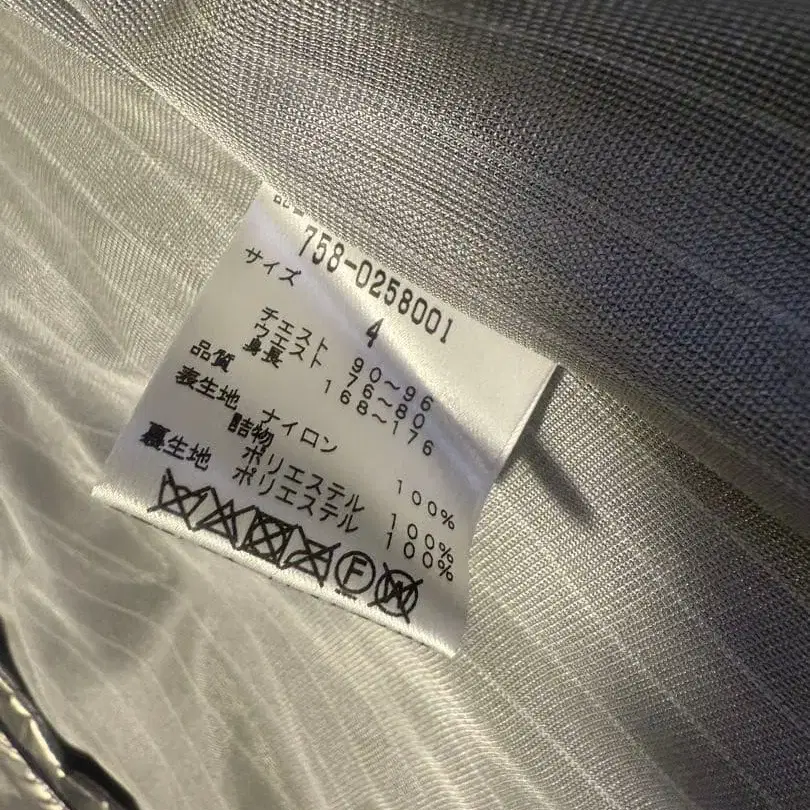 758-0258001
サイズ 4
チェスト 90~96
ウエスト 76~80
身長 168~176
品質
表生地 ナイロン 100%
詰物 ポリエステル 100%
裏生地 ポリエステル 100%
F
W